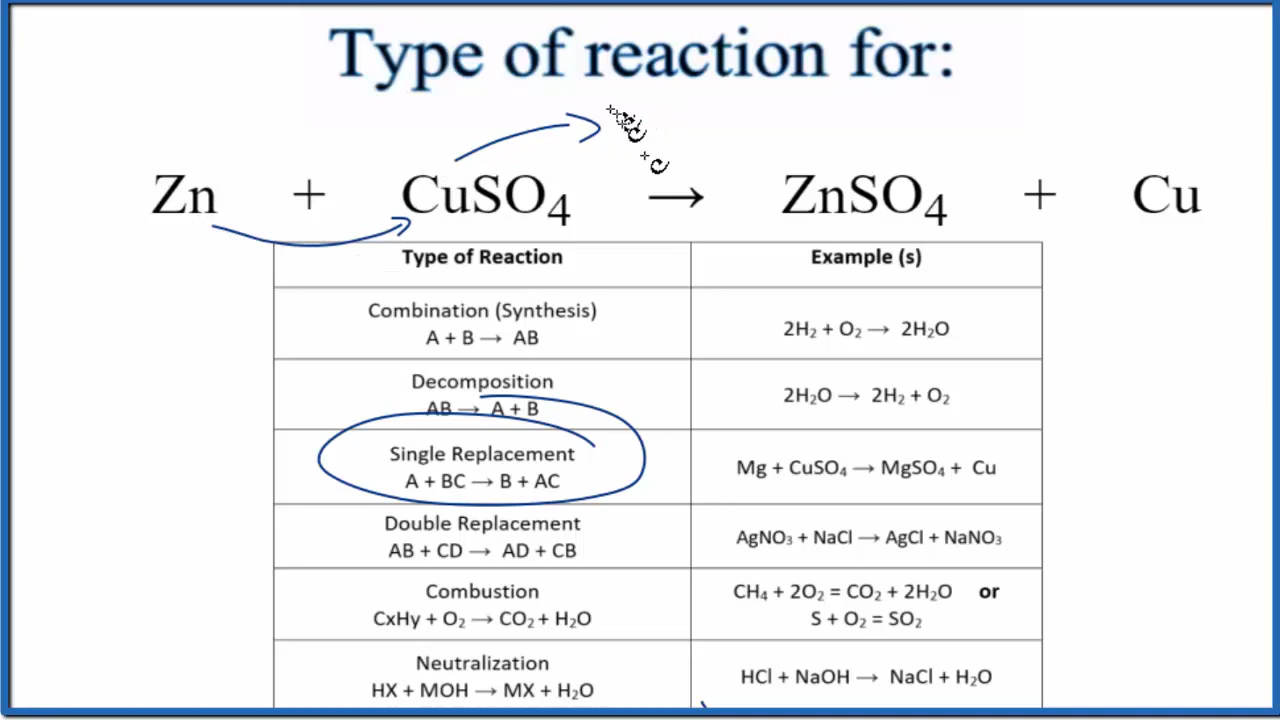 Type of reaction for:
Zn + CuSO₄ → ZnSO₄ + Cu
Type of Reaction Example (s)
Combination (Synthesis)
A + B → AB
2H₂ + O₂ → 2H₂O
Decomposition
AB → A + B
2H₂O → 2H₂ + O₂
Single Replacement
A + BC → B + AC
Mg + CuSO₄ → MgSO₄ + Cu
Double Replacement
AB + CD → AD + CB
AgNO₃ + NaCl → AgCl + NaNO₃
Combustion
CxHy + O₂ → CO₂ + H₂O
CH₄ + 2O₂ = CO₂ + 2H₂O or
S + O₂ = SO₂
Neutralization
HX + MOH → MX + H₂O
HCl + NaOH → NaCl + H₂O